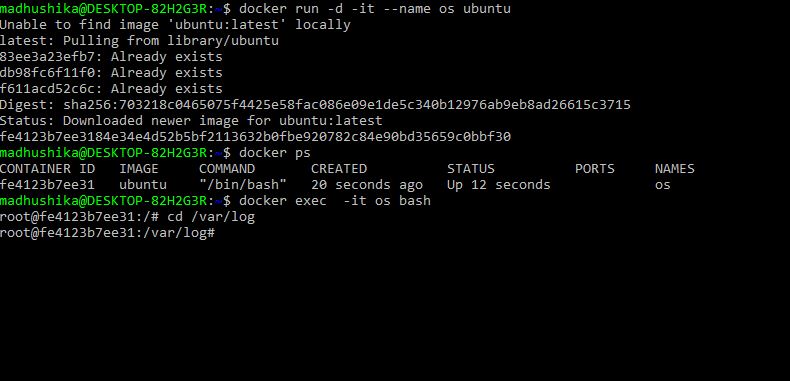 madhushika@DESKTOP-82H2G3R:~$ docker run -d -it --name os ubuntu
Unable to find image 'ubuntu:latest' locally
latest: Pulling from library/ubuntu
83ee3a23efb7: Already exists
db98fc6f11f0: Already exists
f611acd52c6c: Already exists
Digest: sha256:703218c0465075f4425e58fac086e09e1de5c340b12976ab9eb8ad26615c3715
Status: Downloaded newer image for ubuntu:latest
fe4123b7ee3184e34e4d52b5bf2113632b0fbe920782c84e90bd35659c0bbf30
madhushika@DESKTOP-82H2G3R:~$ docker ps
CONTAINER ID   IMAGE     COMMAND       CREATED          STATUS          PORTS     NAMES
fe4123b7ee31   ubuntu    "/bin/bash"   20 seconds ago   Up 12 seconds             os
madhushika@DESKTOP-82H2G3R:~$ docker exec  -it os bash
root@fe4123b7ee31:/# cd /var/log
root@fe4123b7ee31:/var/log#